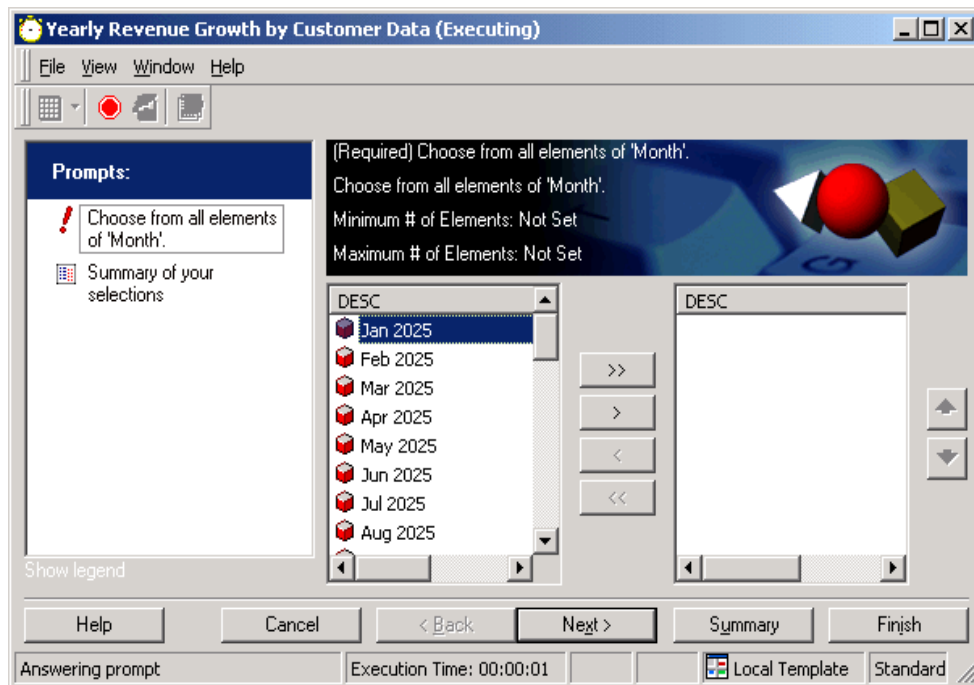 Yearly Revenue Growth by Customer Data (Executing)
File View Window Help
Prompts:
Choose from all elements
of 'Month'.
Summary of your
selections
Show legend
(Required) Choose from all elements of 'Month'.
Choose from all elements of 'Month'.
Minimum # of Elements: Not Set
Maximum # of Elements: Not Set
DESC
Jan 2025
Feb 2025
Mar 2025
Apr 2025
May 2025
Jun 2025
Jul 2025
Aug 2025
>>
>
<
<<
DESC
Help Cancel < Back Next > Summary Finish
Answering prompt Execution Time: 00:00:01 Local Template Standard